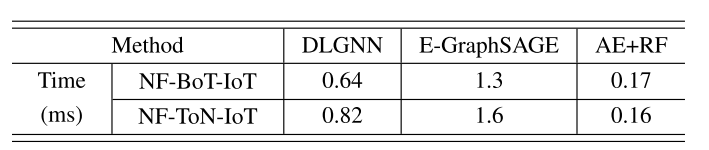 Method DLGNN E-GraphSAGE AE+RF
Time NF-BoT-IoT 0.64 1.3 0.17
(ms) NF-ToN-IoT 0.82 1.6 0.16